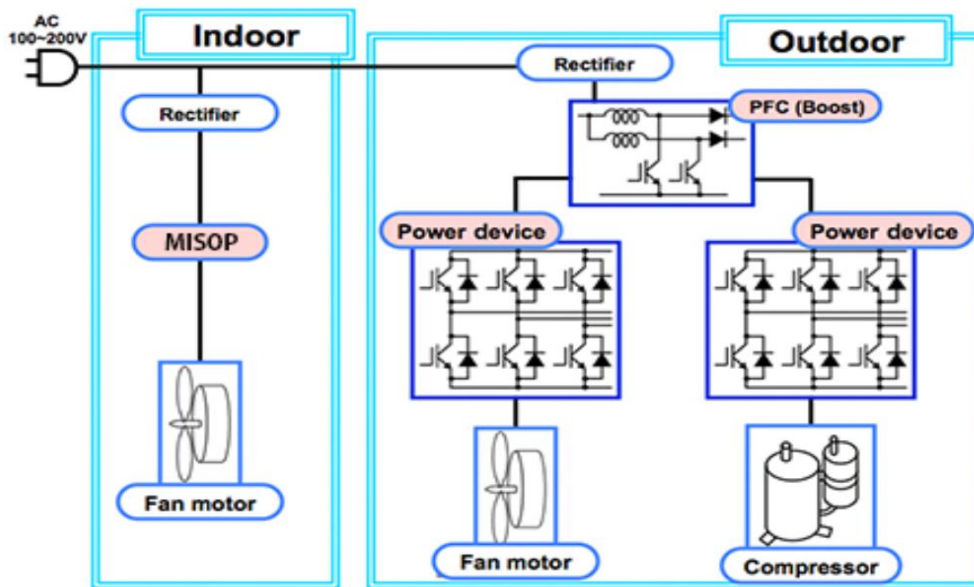 AC
100~200V
Indoor
Outdoor
Rectifier
Rectifier
PFC (Boost)
MISOP
Power device
Power device
Fan motor
Fan motor
Compressor